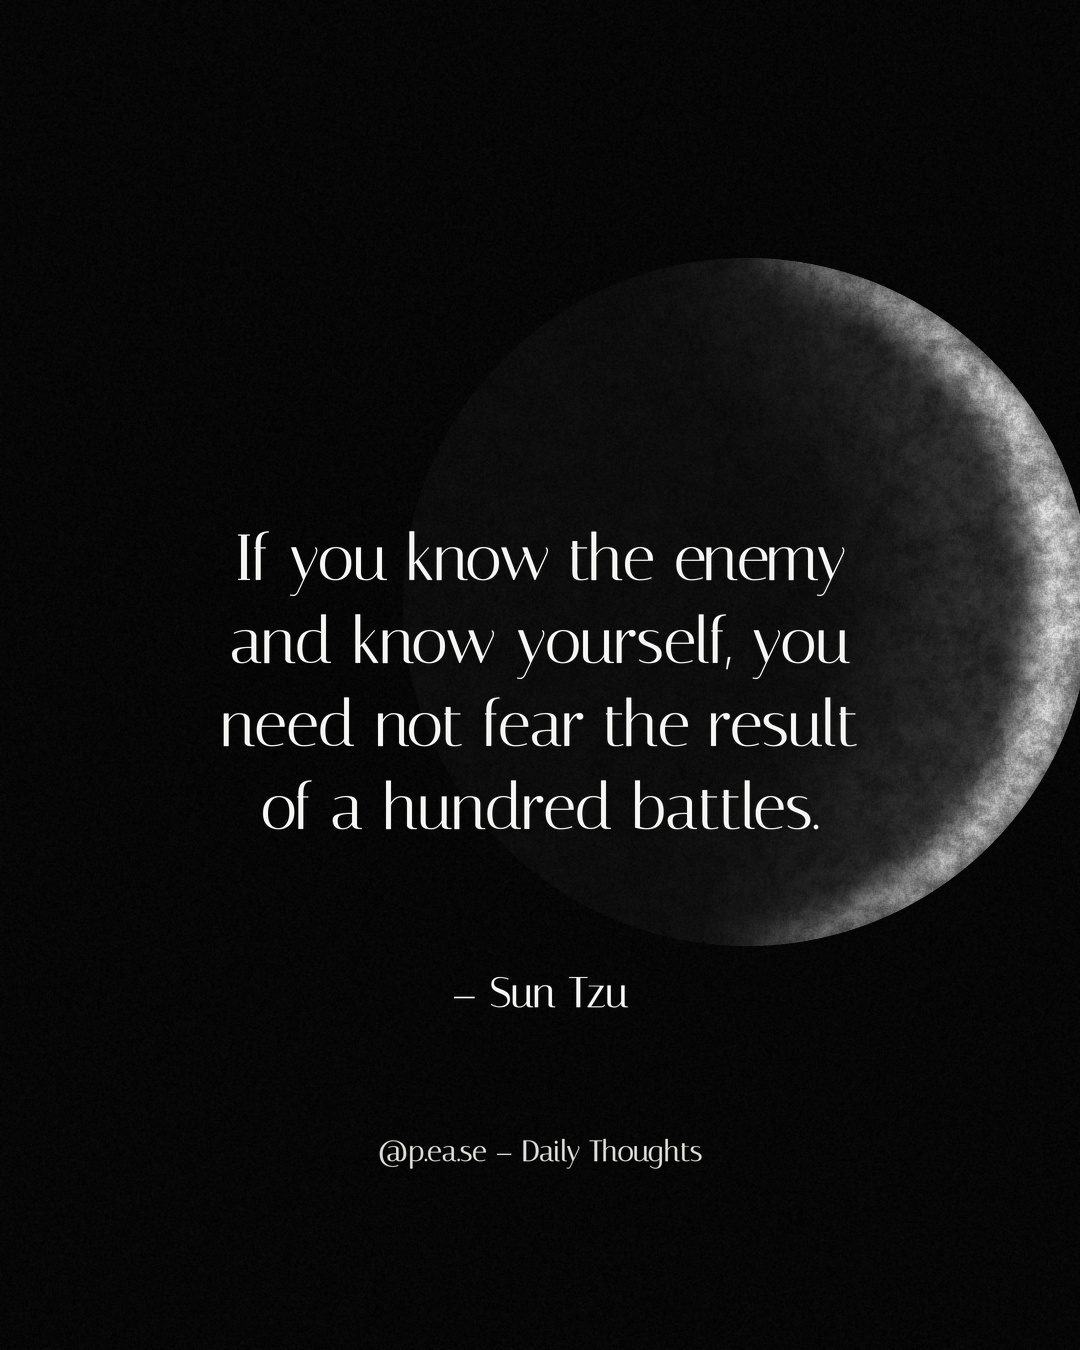 If you know the enemy
and know yourself, you
need not fear the result
of a hundred battles.
– Sun Tzu
@p.ea.se – Daily Thoughts